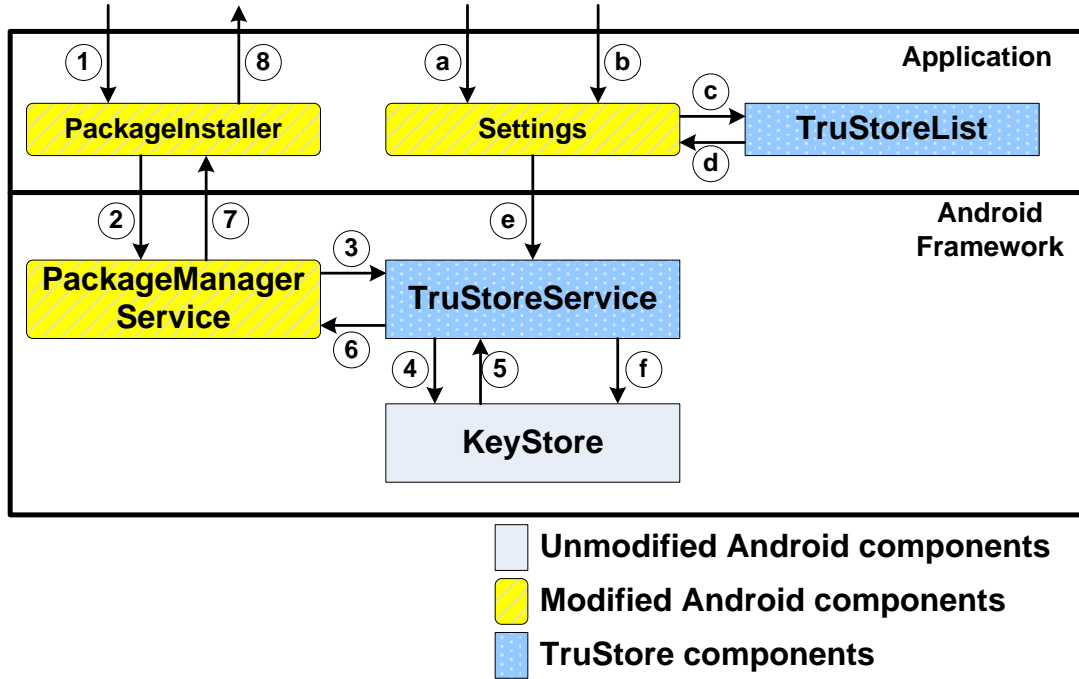 1
8
a
b
Application
PackageInstaller
Settings
c
TruStoreList
d
2
7
e
Android
Framework
3
PackageManager
Service
TruStoreService
6
4
5
f
KeyStore
Unmodified Android components
Modified Android components
TruStore components